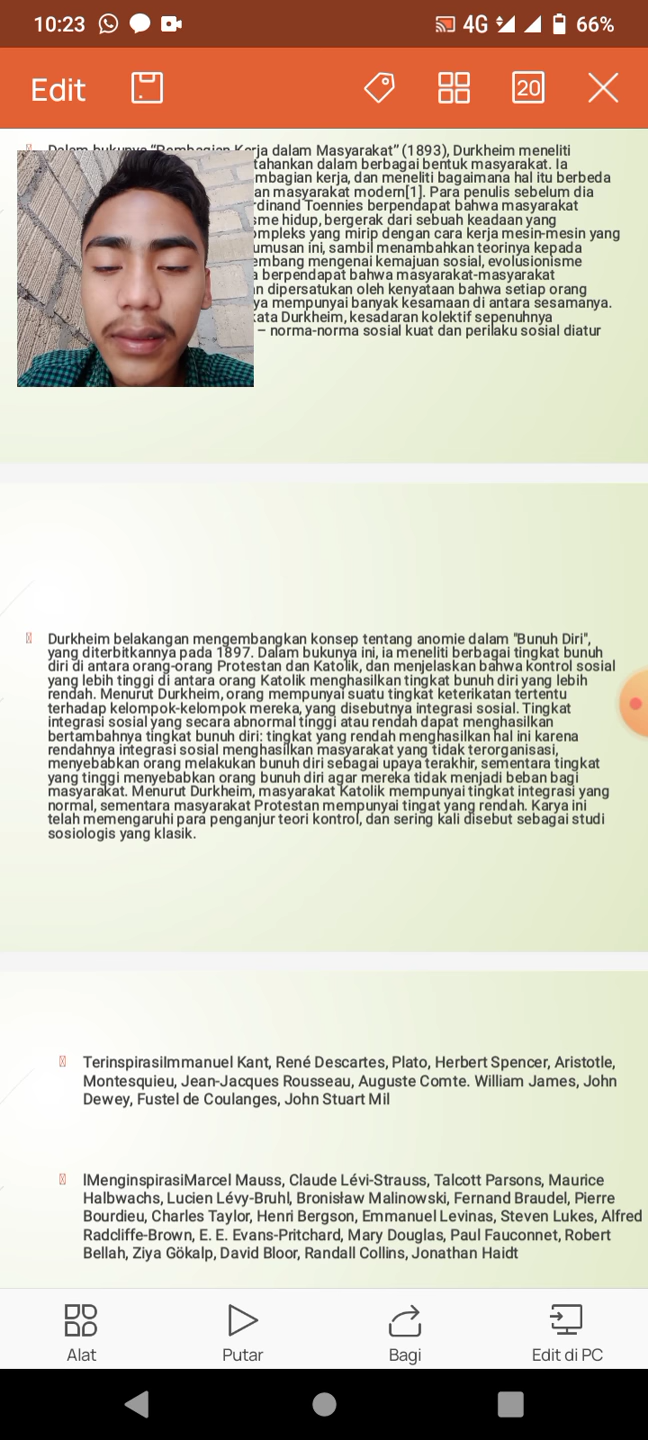 10:23 4G 66%
Edit 20
Dalam bukunya “Pembagian Kerja dalam Masyarakat” (1893), Durkheim meneliti
tahankan dalam berbagai bentuk masyarakat. Ia
mbagian kerja, dan meneliti bagaimana hal itu berbeda
an masyarakat modern[1]. Para penulis sebelum dia
rdinand Toennies berpendapat bahwa masyarakat
sme hidup, bergerak dari sebuah keadaan yang
ompleks yang mirip dengan cara kerja mesin-mesin yang
umusan ini, sambil menambahkan teorinya kepada
embang mengenai kemajuan sosial, evolusionisme
a berpendapat bahwa masyarakat-masyarakat
n dipersatukan oleh kenyataan bahwa setiap orang
ya mempunyai banyak kesamaan di antara sesamanya.
kata Durkheim, kesadaran kolektif sepenuhnya
– norma-norma sosial kuat dan perilaku sosial diatur
Durkheim belakangan mengembangkan konsep tentang anomie dalam "Bunuh Diri",
yang diterbitkannya pada 1897. Dalam bukunya ini, ia meneliti berbagai tingkat bunuh
diri di antara orang-orang Protestan dan Katolik, dan menjelaskan bahwa kontrol sosial
yang lebih tinggi di antara orang Katolik menghasilkan tingkat bunuh diri yang lebih
rendah. Menurut Durkheim, orang mempunyai suatu tingkat keterikatan tertentu
terhadap kelompok-kelompok mereka, yang disebutnya integrasi sosial. Tingkat
integrasi sosial yang secara abnormal tinggi atau rendah dapat menghasilkan
bertambahnya tingkat bunuh diri: tingkat yang rendah menghasilkan hal ini karena
rendahnya integrasi sosial menghasilkan masyarakat yang tidak terorganisasi,
menyebabkan orang melakukan bunuh diri sebagai upaya terakhir, sementara tingkat
yang tinggi menyebabkan orang bunuh diri agar mereka tidak menjadi beban bagi
masyarakat. Menurut Durkheim, masyarakat Katolik mempunyai tingkat integrasi yang
normal, sementara masyarakat Protestan mempunyai tingat yang rendah. Karya ini
telah memengaruhi para penganjur teori kontrol, dan sering kali disebut sebagai studi
sosiologis yang klasik.
TerinspirasiImmanuel Kant, René Descartes, Plato, Herbert Spencer, Aristotle,
Montesquieu, Jean-Jacques Rousseau, Auguste Comte. William James, John
Dewey, Fustel de Coulanges, John Stuart Mil
lMenginspirasiMarcel Mauss, Claude Lévi-Strauss, Talcott Parsons, Maurice
Halbwachs, Lucien Lévy-Bruhl, Bronisław Malinowski, Fernand Braudel, Pierre
Bourdieu, Charles Taylor, Henri Bergson, Emmanuel Levinas, Steven Lukes, Alfred
Radcliffe-Brown, E. E. Evans-Pritchard, Mary Douglas, Paul Fauconnet, Robert
Bellah, Ziya Gökalp, David Bloor, Randall Collins, Jonathan Haidt
Alat Putar Bagi Edit di PC